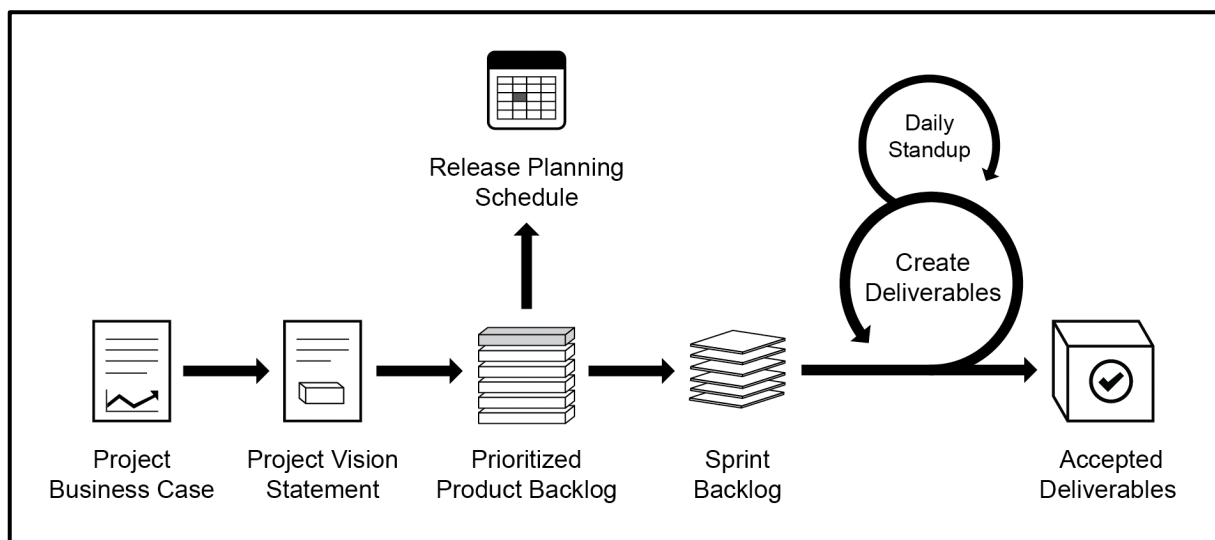 Release Planning
Schedule
Daily
Standup
Create
Deliverables
Project
Business Case
Project Vision
Statement
Prioritized
Product Backlog
Sprint
Backlog
Accepted
Deliverables